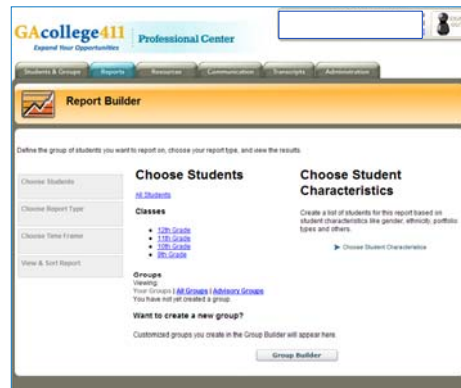 GAcollege411
Expand Your Opportunities
Professional Center
Students & Groups
Reports
Resources
Communication
Transcripts
Administration
Report Builder
Define the group of students you want to report on, choose your report type, and view the results.
Choose Students
Choose Report Type
Choose Time Frame
View & Sort Report
Choose Students
All Students
Classes
12th Grade
11th Grade
10th Grade
9th Grade
Groups
Viewing:
Your Groups | All Groups | Advisory Groups
You have not yet created a group.
Want to create a new group?
Customized groups you create in the Group Builder will appear here.
Group Builder
Choose Student
Characteristics
Create a list of students for this report based on
student characteristics like gender, ethnicity, portfolio
types and others.
Choose Student Characteristics